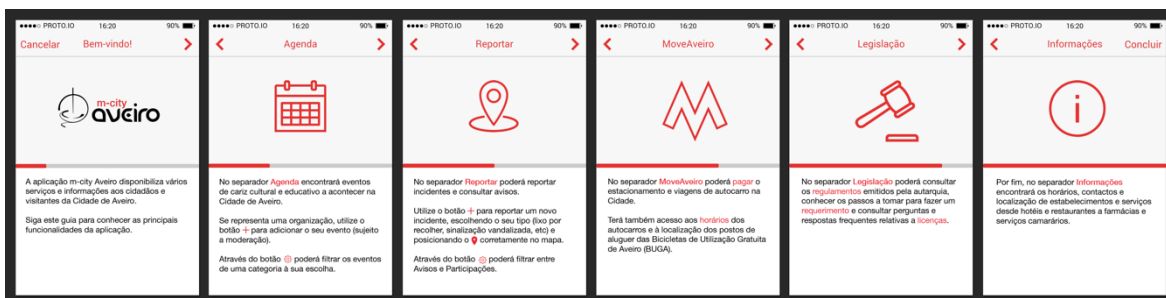 PROTO.IO 16:20 90%
Cancelar Bem-vindo!
m-city
aveiro
A aplicação m-city Aveiro disponibiliza vários
serviços e informações aos cidadãos e
visitantes da Cidade de Aveiro.
Siga este guia para conhecer as principais
funcionalidades da aplicação.
PROTO.IO 16:20 90%
Agenda
No separador Agenda encontrará eventos
de cariz cultural e educativo a acontecer na
Cidade de Aveiro.
Se representa uma organização, utilize o
botão + para adicionar o seu evento (sujeito
a moderação).
Através do botão poderá filtrar os eventos
de uma categoria à sua escolha.
PROTO.IO 16:20 90%
Reportar
No separador Reportar poderá reportar
incidentes e consultar avisos.
Utilize o botão + para reportar um novo
incidente, escolhendo o seu tipo (lixo por
recolher, sinalização vandalizada, etc) e
posicionando o corretamente no mapa.
Através do botão poderá filtrar entre
Avisos e Participações.
PROTO.IO 16:20 90%
MoveAveiro
No separador MoveAveiro poderá pagar o
estacionamento e viagens de autocarro na
Cidade.
Terá também acesso aos horários dos
autocarros e à localização dos postos de
aluguer das Bicicletas de Utilização Gratuita
de Aveiro (BUGA).
PROTO.IO 16:20 90%
Legislação
No separador Legislação poderá consultar
os regulamentos emitidos pela autarquia,
conhecer os passos a tomar para fazer um
requerimento e consultar perguntas e
respostas frequentes relativas a licenças.
PROTO.IO 16:20 90%
Informações Concluir
Por fim, no separador Informações
encontrará os horários, contactos e
localização de estabelecimentos e serviços
desde hotéis e restaurantes a farmácias e
serviços camarários.